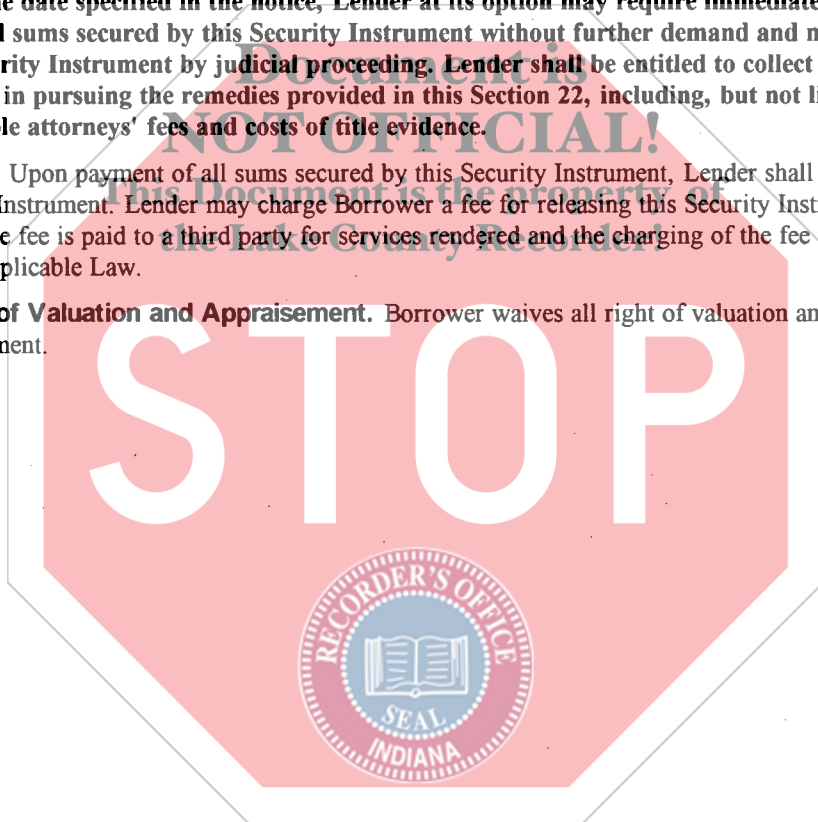 e date specified in the notice, Lender at its option may require immediate
l sums secured by this Security Instrument without further demand and n
rity Instrument by judicial proceeding. Lender shall be entitled to collect
in pursuing the remedies provided in this Section 22, including, but not li
le attorneys' fees and costs of title evidence.
Document is
NOT OFFICIAL!
This Document is the property of
the Lake County Recorder!
Upon payment of all sums secured by this Security Instrument, Lender shall
nstrument. Lender may charge Borrower a fee for releasing this Security Inst
e fee is paid to a third party for services rendered and the charging of the fee
plicable Law.
of Valuation and Appraisement. Borrower waives all right of valuation an
ment.
STOP
RECORDER'S OFFICE
SEAL
INDIANA